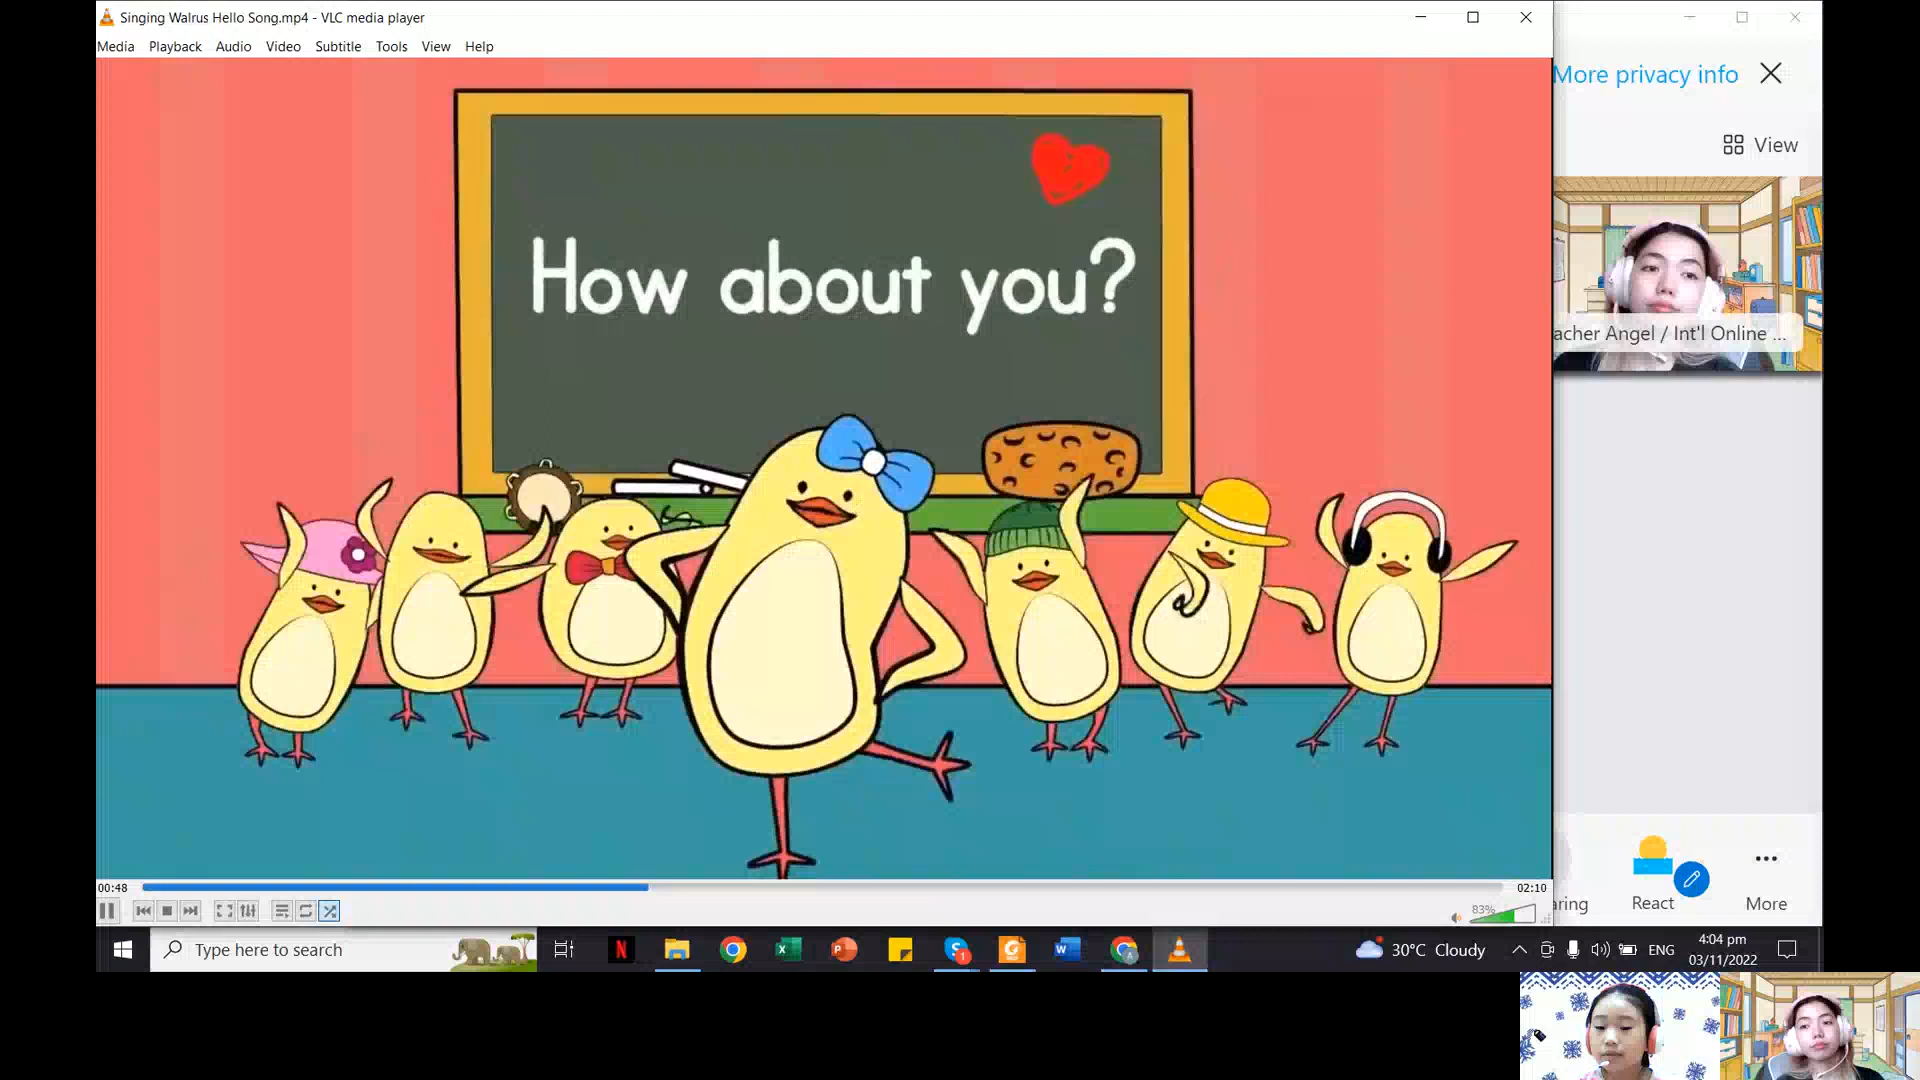 Singing Walrus Hello Song.mp4 - VLC media player
Media Playback Audio Video Subtitle Tools View Help
More privacy info
View
How about you?
acher Angel / Int'l Online ...
00:48
02:10
83%
aring
React
More
Type here to search
30°C Cloudy
ENG
4:04 pm
03/11/2022